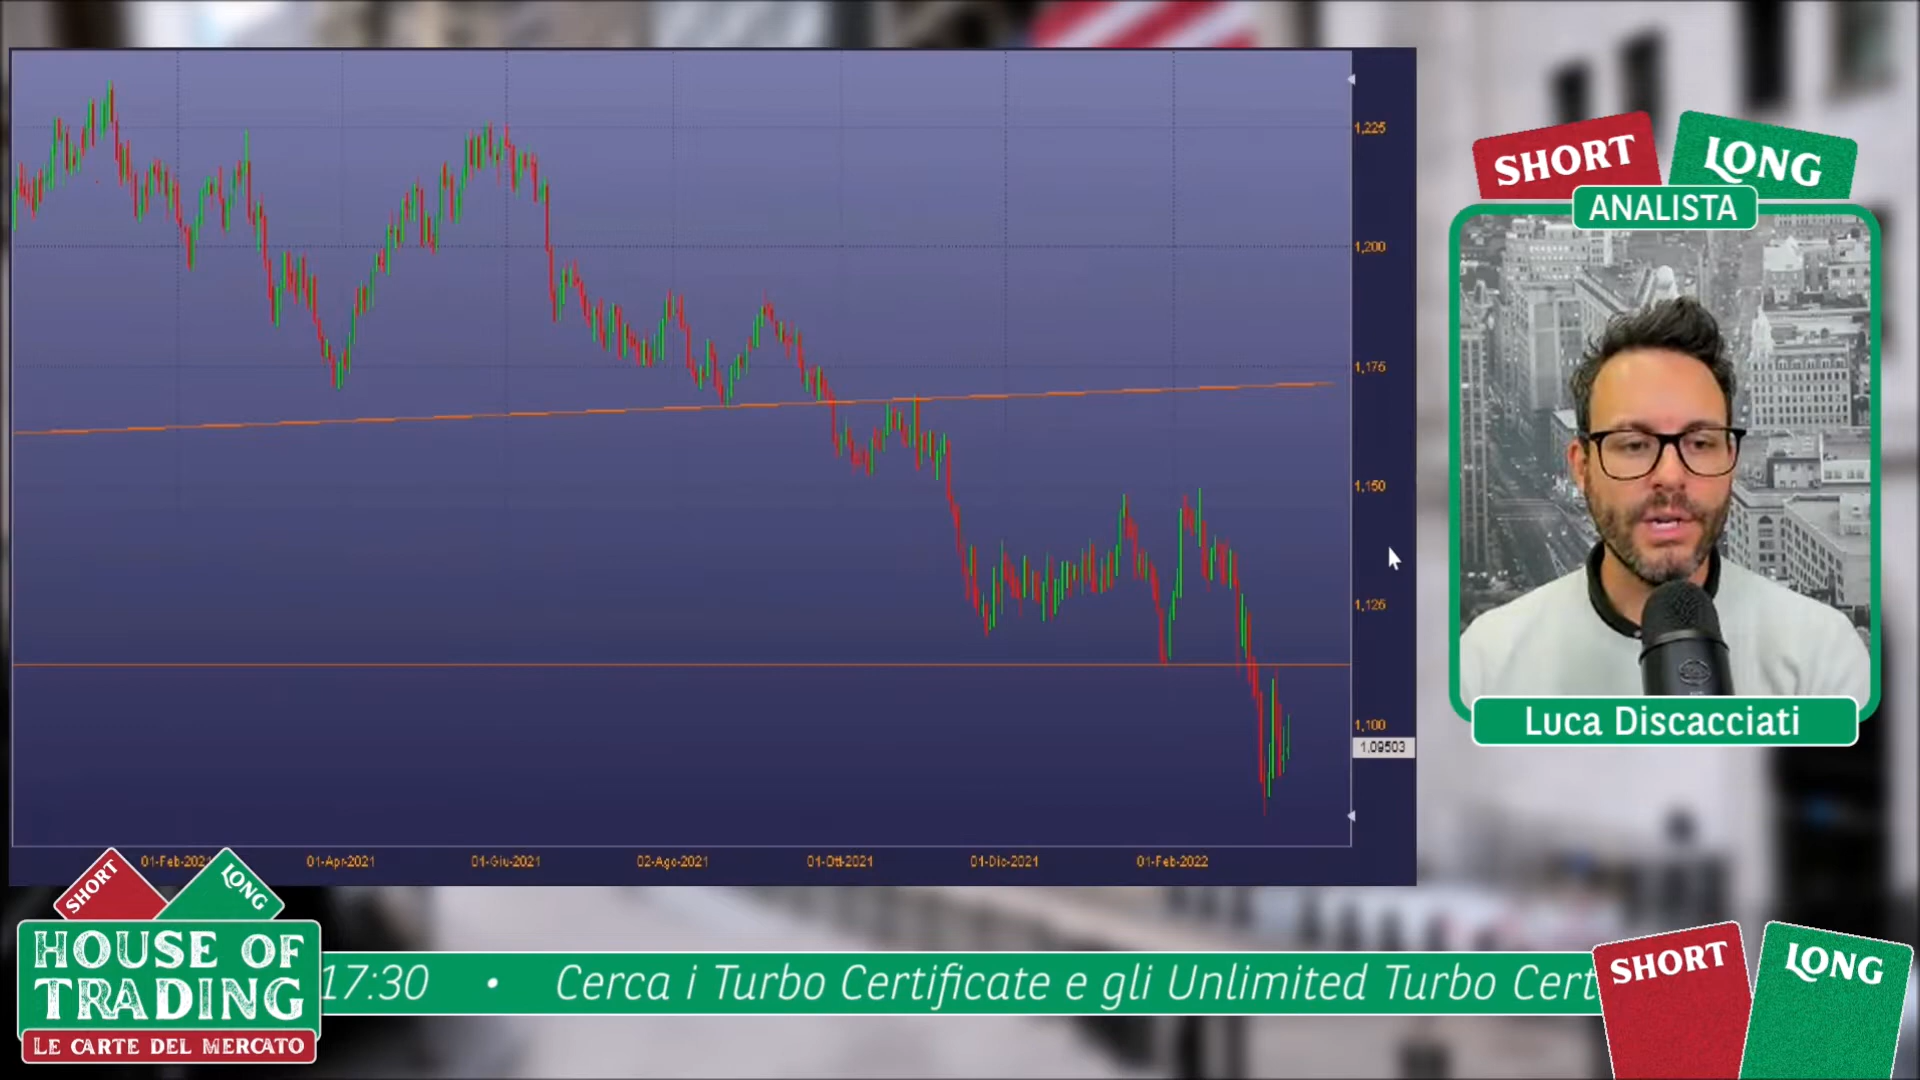 1,225
1,200
1,175
1,150
1,125
1,100
1,09503
01-Feb-2021
01-Apr-2021
01-Giu-2021
02-Ago-2021
01-Ott-2021
01-Dic-2021
01-Feb-2022
SHORT
LONG
ANALISTA
Luca Discacciati
SHORT
LONG
HOUSE OF
TRADING
LE CARTE DEL MERCATO
17:30 • Cerca i Turbo Certificate e gli Unlimited Turbo Cert
SHORT
LONG